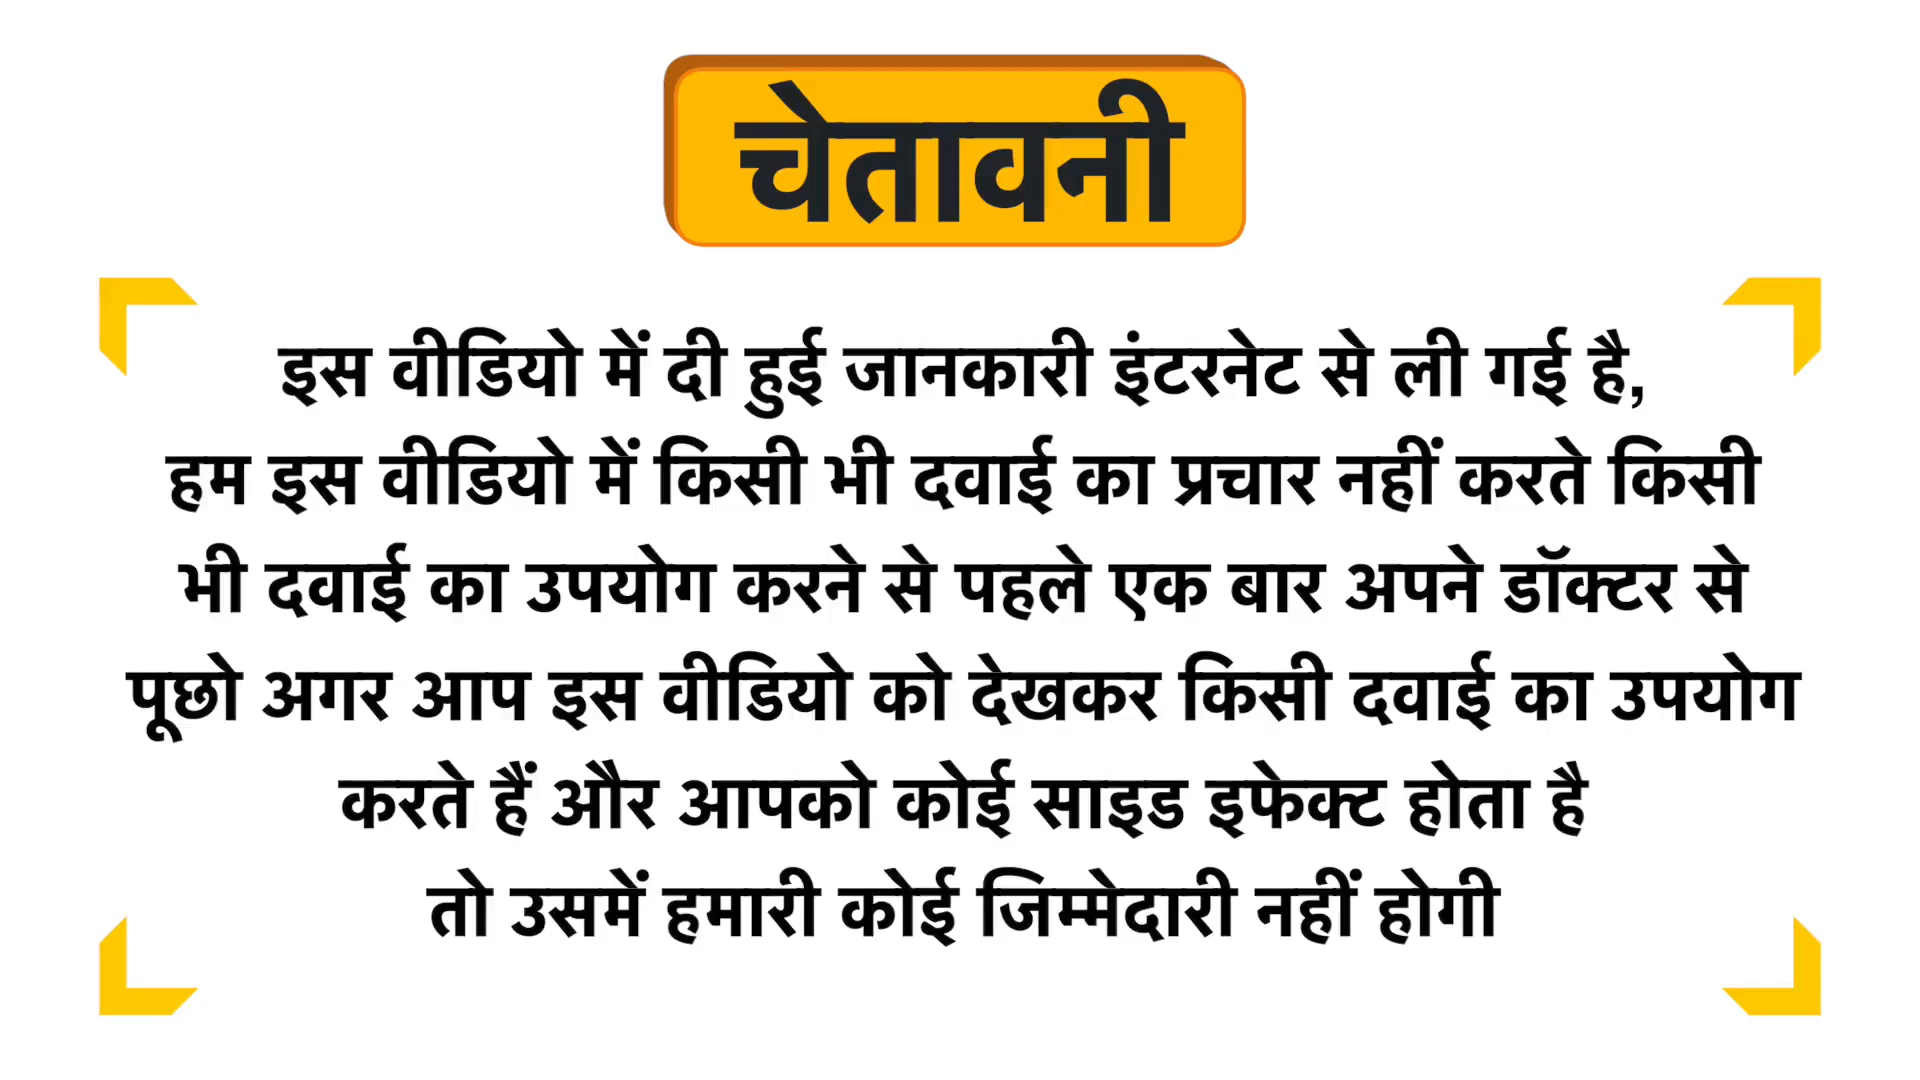 चेतावनी
इस वीडियो में दी हुई जानकारी इंटरनेट से ली गई है,
हम इस वीडियो में किसी भी दवाई का प्रचार नहीं करते किसी
भी दवाई का उपयोग करने से पहले एक बार अपने डॉक्टर से
पूछो अगर आप इस वीडियो को देखकर किसी दवाई का उपयोग
करते हैं और आपको कोई साइड इफेक्ट होता है
तो उसमें हमारी कोई जिम्मेदारी नहीं होगी